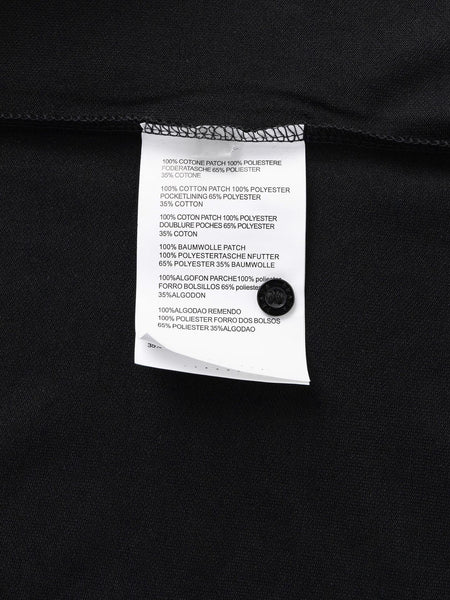 100% COTONE PATCH 100% POLIESTERE
FODERATASCHE 65% POLIESTER
35% COTONE
100% COTTON PATCH 100% POLYESTER
POCKETLINING 65% POLYESTER
35% COTTON
100% COTON PATCH 100% POLYESTER
DOUBLURE POCHES 65% POLYESTER
35% COTON
100% BAUMWOLLE PATCH
100% POLYESTERTASCHE NFUTTER
65% POLYESTER 35% BAUMWOLLE
100%ALGOFON PARCHE100% poliester
FORRO BOLSILLOS 65% poliester
35%ALGODON
100%ALGODAO REMENDO
100% POLIESTER FORRO DOS BOLSOS
65% POLIESTER 35%ALGODAO